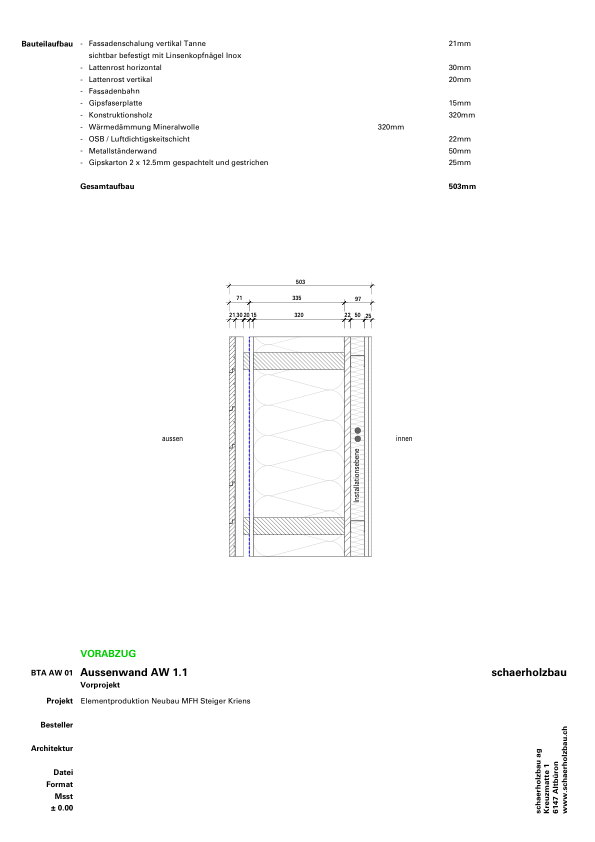 Bauteilaufbau - Fassadenschalung vertikal Tanne 21mm
sichtbar befestigt mit Linsenkopfnägel Inox
- Lattenrost horizontal 30mm
- Lattenrost vertikal 20mm
- Fassadenbahn
- Gipsfaserplatte 15mm
- Konstruktionsholz 320mm
- Wärmedämmung Mineralwolle 320mm
- OSB / Luftdichtigkeitschicht 22mm
- Metallständerwand 50mm
- Gipskarton 2 x 12.5mm gespachtelt und gestrichen 25mm
Gesamtaufbau 503mm
503
71 335 97
21 30 20 15 320 22 50 25
aussen
innen
Installationsebene
VORABZUG
BTA AW 01 Aussenwand AW 1.1 schaerholzbau
Vorprojekt
Projekt Elementproduktion Neubau MFH Steiger Kriens
Besteller
Architektur
Datei
Format
Msst
± 0.00
schaerholzbau ag
Kreuzmatte 1
6147 Altbüron
www.schaerholzbau.ch